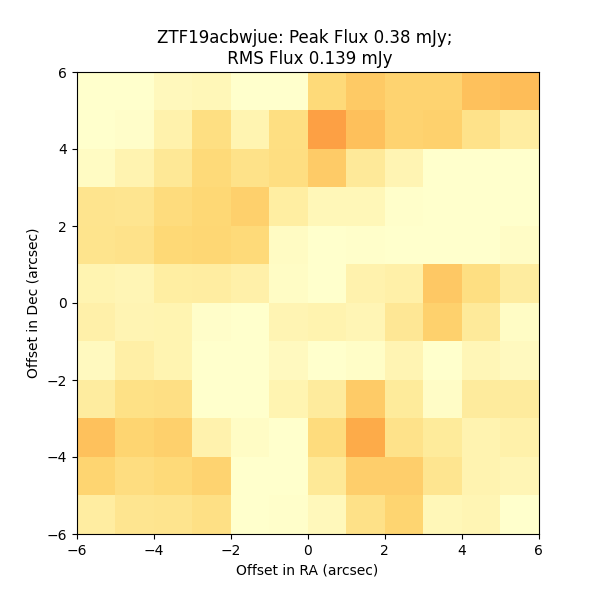 ZTF19acbwjue: Peak Flux 0.38 mJy;
RMS Flux 0.139 mJy
6
4
2
0
−2
−4
−6
Offset in Dec (arcsec)
−6 −4 −2 0 2 4 6
Offset in RA (arcsec)